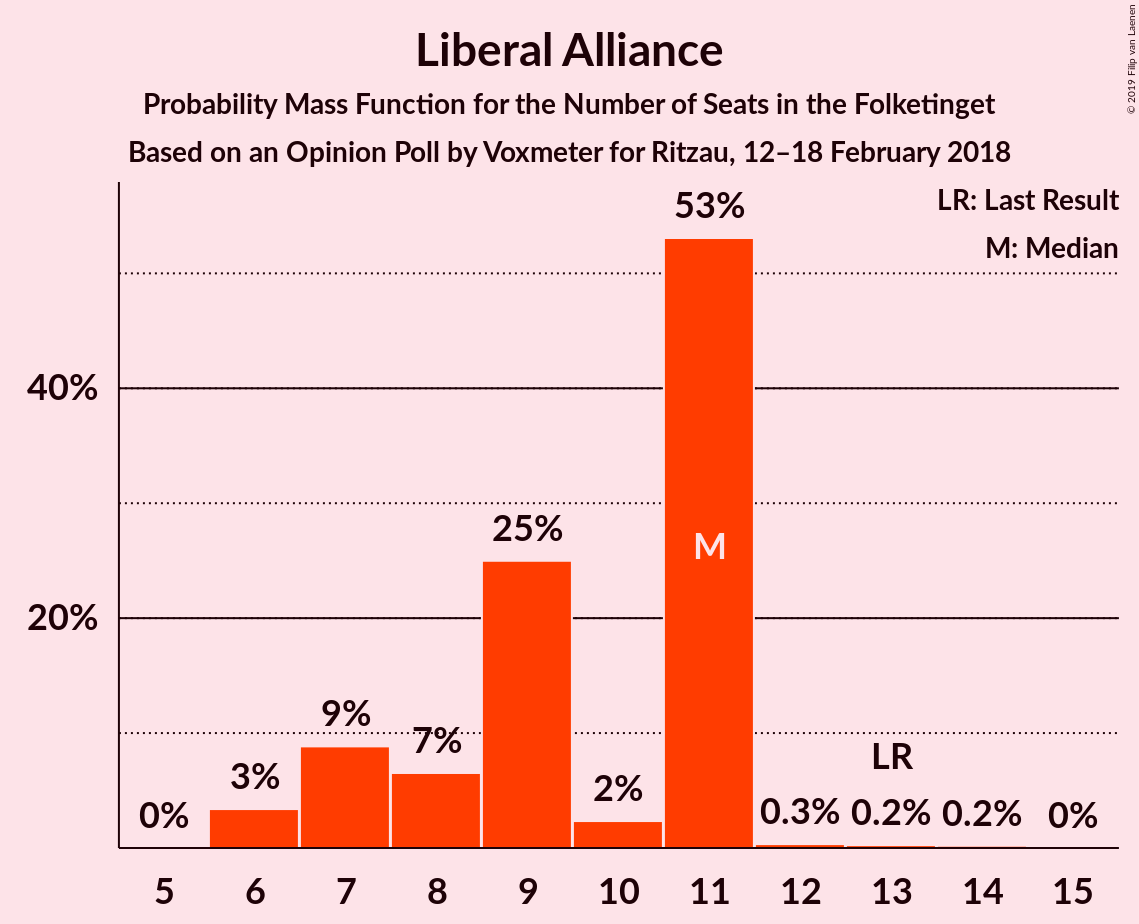 Liberal Alliance
Probability Mass Function for the Number of Seats in the Folketinget
Based on an Opinion Poll by Voxmeter for Ritzau, 12–18 February 2018
© 2019 Filip van Laenen
LR: Last Result
M: Median
53%
40%
25%
M
20%
9%
7%
LR
3%
2%
0%
0.3%
0.2%
0.2%
0%
5 6 7 8 9 10 11 12 13 14 15